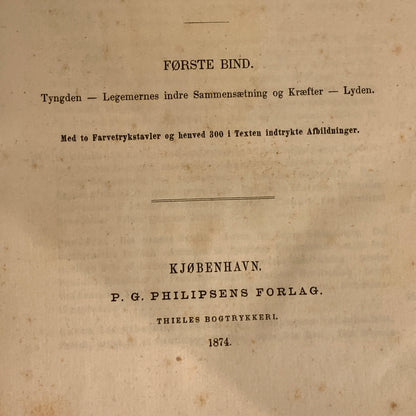 FØRSTE BIND.
Tyngden — Legemernes indre Sammensætning og Kræfter — Lyden.
Med to Farvetrykstavler og henved 300 i Texten indtrykte Afbildninger.
KJØBENHAVN.
P. G. PHILIPSENS FORLAG.
THIELES BOGTRYKKERI.
1874.